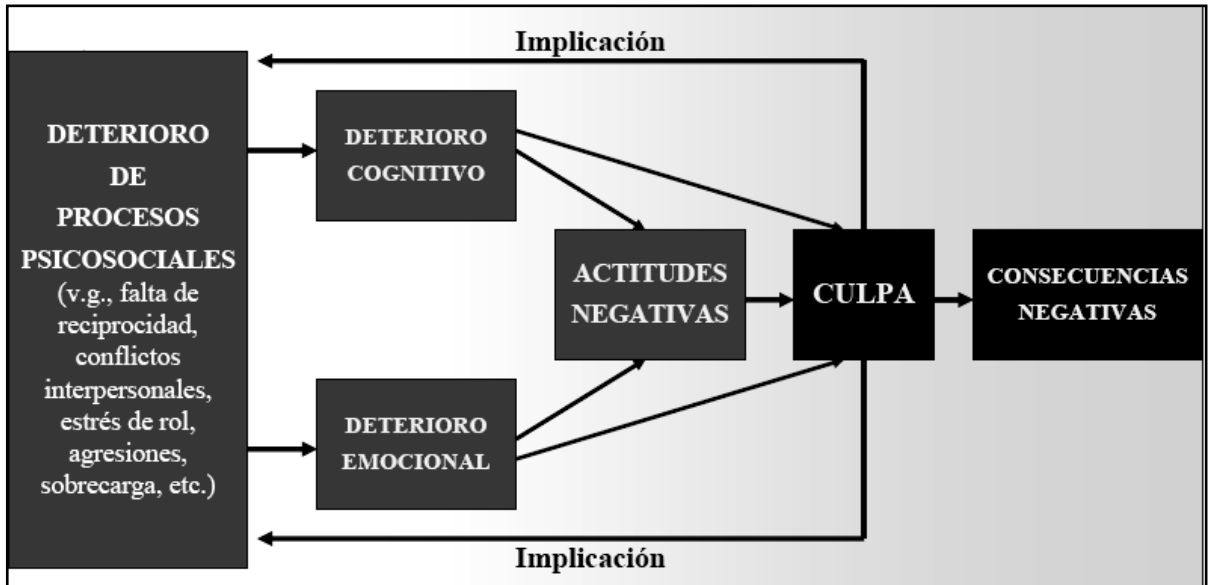 Implicación
DETERIORO
DE
PROCESOS
PSICOSOCIALES
(v.g., falta de
reciprocidad,
conflictos
interpersonales,
estrés de rol,
agresiones,
sobrecarga, etc.)
DETERIORO
COGNITIVO
DETERIORO
EMOCIONAL
ACTITUDES
NEGATIVAS
CULPA
CONSECUENCIAS
NEGATIVAS
Implicación